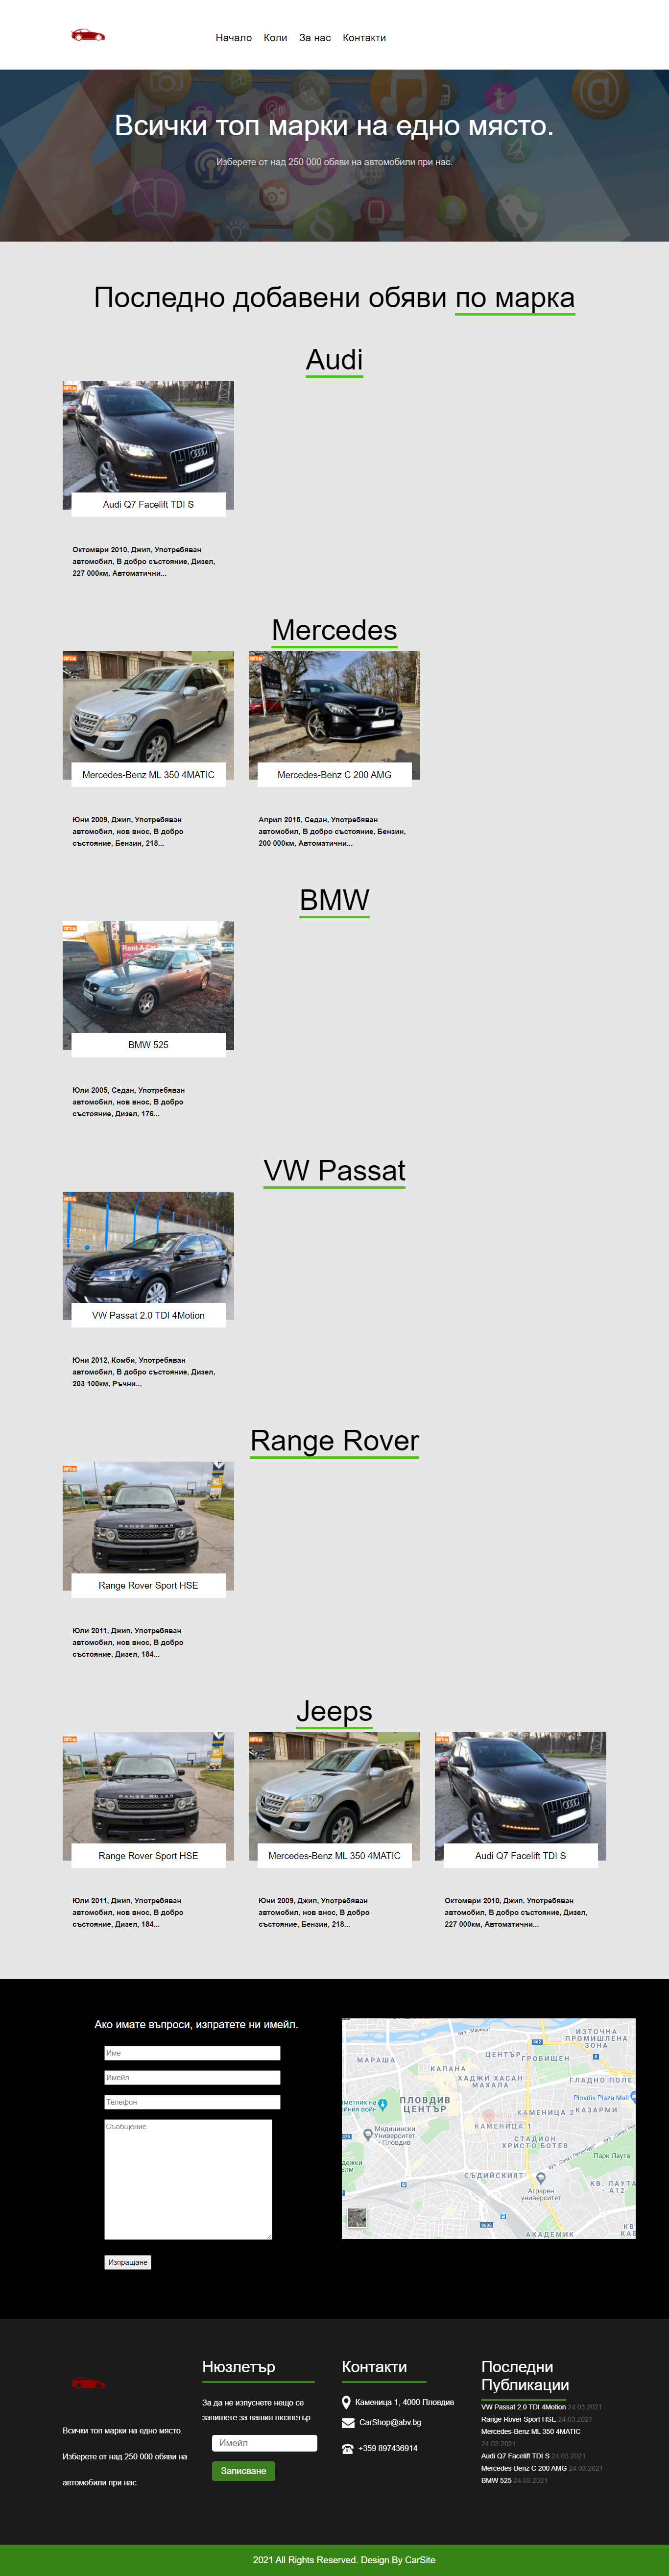 Начало Коли За нас Контакти
Всички топ марки на едно място.
Изберете от над 250 000 обяви на автомобили при нас.
Последно добавени обяви по марка
Audi
Audi Q7 Facelift TDI S
Октомври 2010, Джип, Употребяван
автомобил, В добро състояние, Дизел,
227 000км, Автоматични...
Mercedes
Mercedes-Benz ML 350 4MATIC
Юни 2009, Джип, Употребяван
автомобил, нов внос, В добро
състояние, Бензин, 218...
Mercedes-Benz C 200 AMG
Април 2015, Седан, Употребяван
автомобил, В добро състояние, Бензин,
200 000км, Автоматични...
BMW
Rent-A-Car
BMW 525
Юли 2005, Седан, Употребяван
автомобил, нов внос, В добро
състояние, Дизел, 176...
VW Passat
VW Passat 2.0 TDI 4Motion
Юни 2012, Комби, Употребяван
автомобил, В добро състояние, Дизел,
203 100км, Ръчни...
Range Rover
RANGE ROVER
Range Rover Sport HSE
Юли 2011, Джип, Употребяван
автомобил, нов внос, В добро
състояние, Дизел, 184...
Jeeps
RANGE ROVER
Range Rover Sport HSE
Юли 2011, Джип, Употребяван
автомобил, нов внос, В добро
състояние, Дизел, 184...
Mercedes-Benz ML 350 4MATIC
Юни 2009, Джип, Употребяван
автомобил, нов внос, В добро
състояние, Бензин, 218...
Audi Q7 Facelift TDI S
Октомври 2010, Джип, Употребяван
автомобил, В добро състояние, Дизел,
227 000км, Автоматични...
Ако имате въпроси, изпратете ни имейл.
Име
Имейл
Телефон
Съобщение
Изпращане
ИЗТОЧНА
ПРОМИШЛЕНА
ЗОНА
ЦЕНТЪР
ГРОБИЩЕН
МАРАША
КАПАНА
ХАДЖИ ХАСАН
МАХАЛА
ГЛАДНО ПОЛЕ
Plovdiv Plaza Mall
ПЛОВДИВ
ЦЕНТЪР
КАМЕНИЦА 2
КАЗАРМИ
КАМЕНИЦА 1
Медицински
Университет
Пловдив
СТАДИОН
ХРИСТО БОТЕВ
Парк Лаута
СЪДИЙСКИЯТ
Аграрен
университет
КВ. ЛАУТА
- А12
АКАДЕМИК
Всички топ марки на едно място.
Изберете от над 250 000 обяви на
автомобили при нас.
Нюзлетър
За да не изпуснете нещо се
запишете за нашия нюзлетър
Имейл
Записване
Контакти
Каменица 1, 4000 Пловдив
CarShop@abv.bg
+359 897436914
Последни
Публикации
VW Passat 2.0 TDI 4Motion 24.03.2021
Range Rover Sport HSE 24.03.2021
Mercedes-Benz ML 350 4MATIC
24.03.2021
Audi Q7 Facelift TDI S 24.03.2021
Mercedes-Benz C 200 AMG 24.03.2021
BMW 525 24.03.2021
2021 All Rights Reserved. Design By CarSite